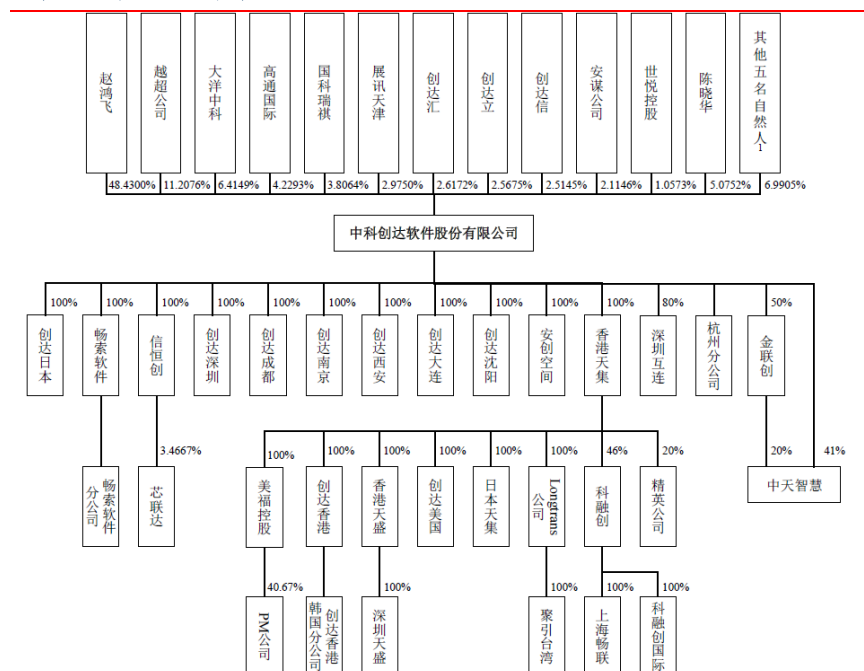 赵鸿飞
越超公司
大洋中科
高通国际
国科瑞祺
展讯天津
创达汇
创达立
创达信
安谋公司
世悦控股
陈晓华
其他五名自然人1
48.4300%
11.2076%
6.4149%
4.2293%
3.8064%
2.9750%
2.6172%
2.5675%
2.5145%
2.1146%
1.0573%
5.0752%
6.9905%
中科创达软件股份有限公司
100%
100%
100%
100%
100%
100%
100%
100%
100%
100%
100%
80%
50%
创达日本
畅索软件
信恒创
创达深圳
创达成都
创达南京
创达西安
创达大连
创达沈阳
安创空间
香港天集
深圳互连
杭州分公司
金联创
3.4667%
100%
100%
100%
100%
100%
100%
46%
20%
20%
41%
畅索软件
分公司
芯联达
美福控股
创达香港
香港天盛
创达美国
日本天集
Longtrans
公司
科融创
精英公司
中天智慧
40.67%
100%
100%
100%
100%
PM公司
创达香港
韩国分公司
深圳天盛
聚引台湾
上海畅联
科融创国际